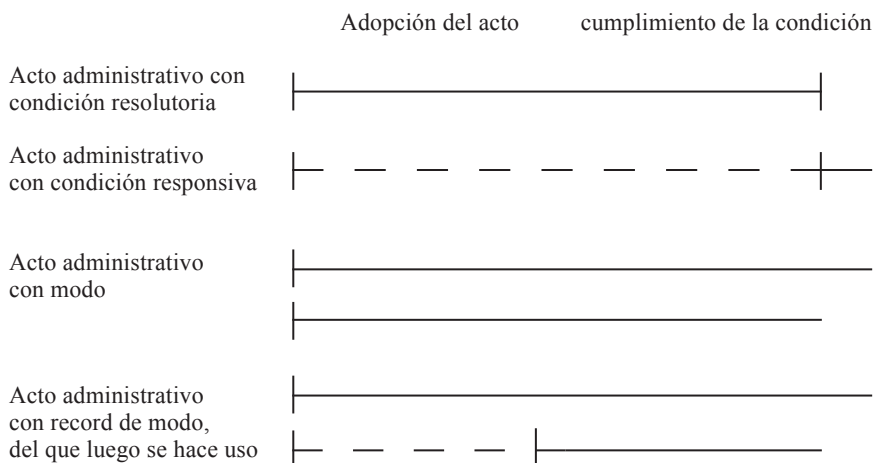 Adopción del acto cumplimiento de la condición
Acto administrativo con
condición resolutoria
Acto administrativo
con condición responsiva
Acto administrativo
con modo
Acto administrativo
con record de modo,
del que luego se hace uso